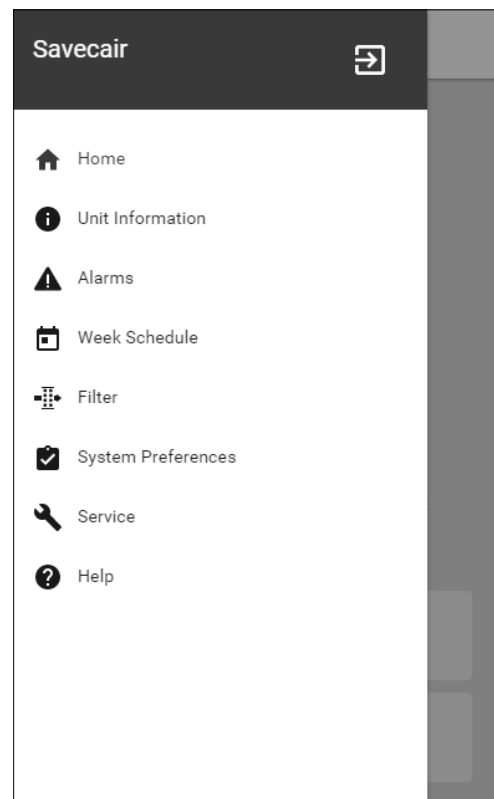 Savecair
Home
Unit Information
Alarms
Week Schedule
Filter
System Preferences
Service
Help